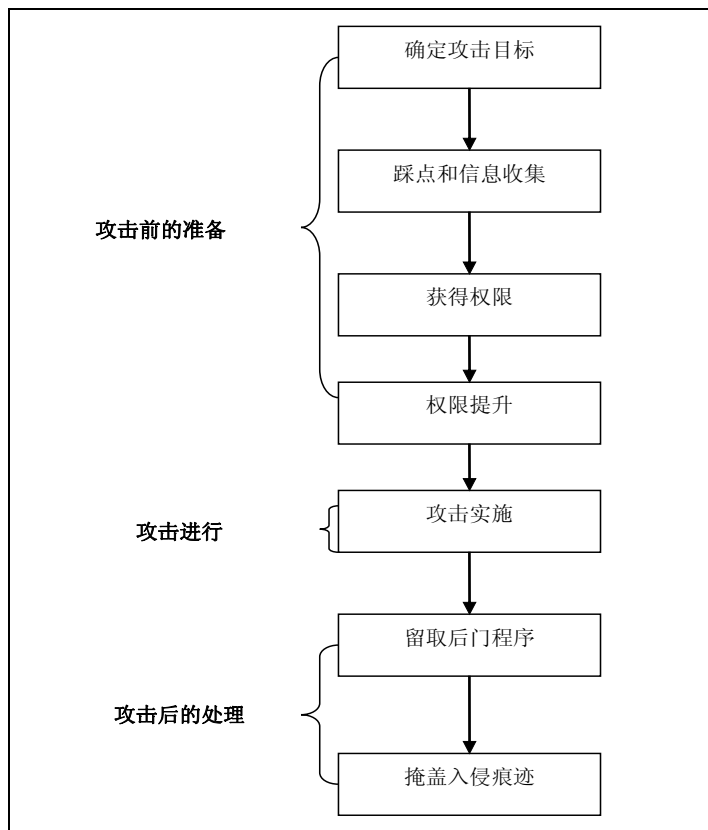 确定攻击目标
踩点和信息收集
攻击前的准备
获得权限
权限提升
攻击实施
攻击进行
留取后门程序
攻击后的处理
掩盖入侵痕迹